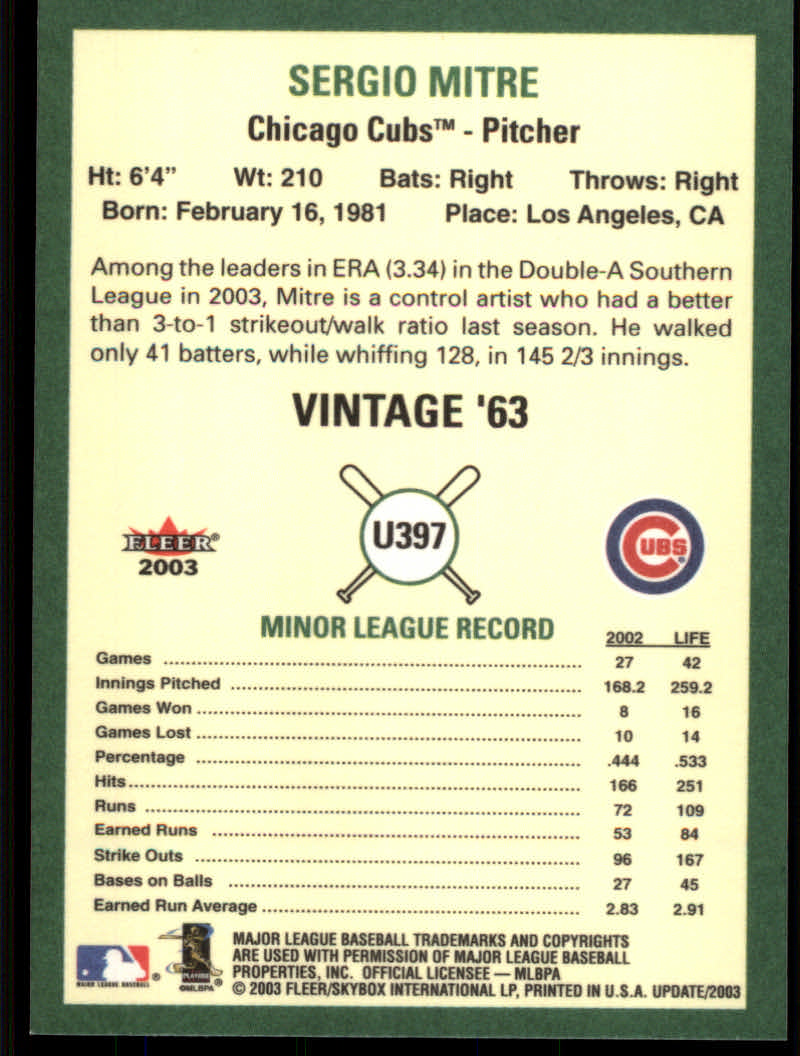 SERGIO MITRE
Chicago Cubs™ - Pitcher
Ht: 6'4" Wt: 210 Bats: Right Throws: Right
Born: February 16, 1981 Place: Los Angeles, CA
Among the leaders in ERA (3.34) in the Double-A Southern
League in 2003, Mitre is a control artist who had a better
than 3-to-1 strikeout/walk ratio last season. He walked
only 41 batters, while whiffing 128, in 145 2/3 innings.
VINTAGE '63
FLEER®
2003
U397
CUBS®
MINOR LEAGUE RECORD
2002 LIFE
Games 27 42
Innings Pitched 168.2 259.2
Games Won 8 16
Games Lost 10 14
Percentage .444 .533
Hits 166 251
Runs 72 109
Earned Runs 53 84
Strike Outs 96 167
Bases on Balls 27 45
Earned Run Average 2.83 2.91
MAJOR LEAGUE BASEBALL®
PLAYERS
©MLBPA
MAJOR LEAGUE BASEBALL TRADEMARKS AND COPYRIGHTS
ARE USED WITH PERMISSION OF MAJOR LEAGUE BASEBALL
PROPERTIES, INC. OFFICIAL LICENSEE — MLBPA
© 2003 FLEER/SKYBOX INTERNATIONAL LP, PRINTED IN U.S.A. UPDATE/2003